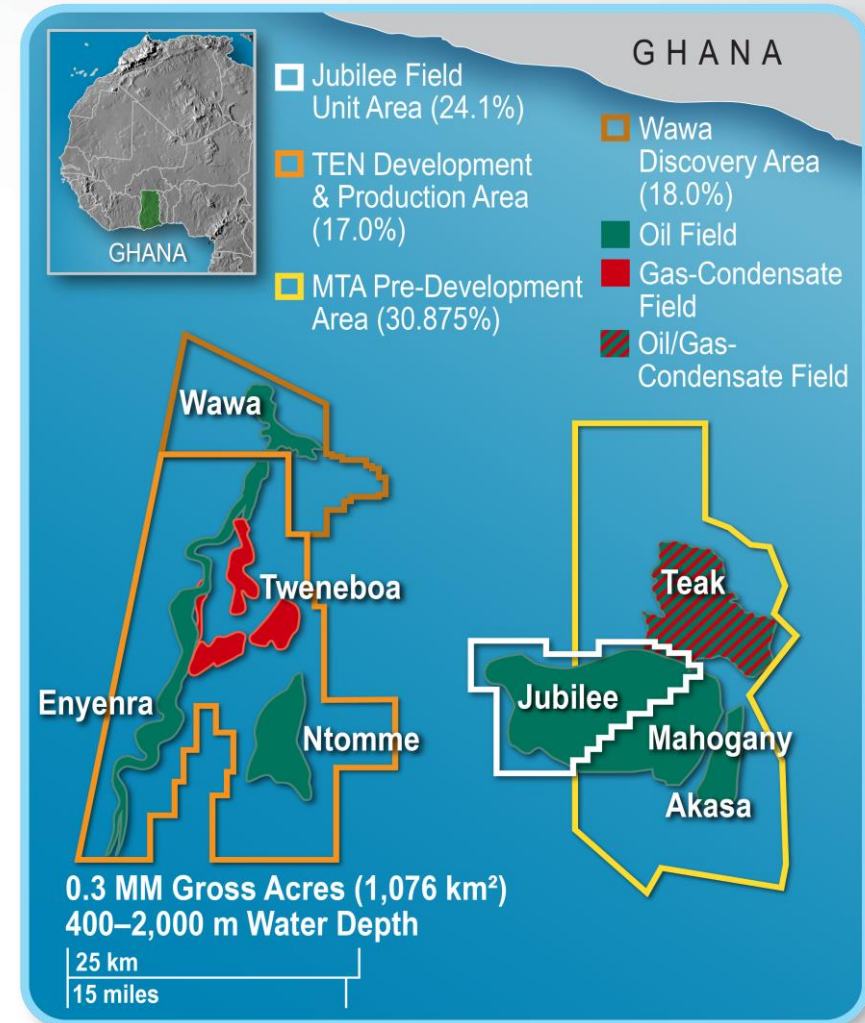 GHANA
GHANA
Jubilee Field
Unit Area (24.1%)
TEN Development
& Production Area
(17.0%)
MTA Pre-Development
Area (30.875%)
Wawa
Discovery Area
(18.0%)
Oil Field
Gas-Condensate
Field
Oil/Gas-
Condensate Field
Wawa
Tweneboa
Enyenra
Ntomme
Teak
Jubilee
Mahogany
Akasa
0.3 MM Gross Acres (1,076 km²)
400–2,000 m Water Depth
25 km
15 miles